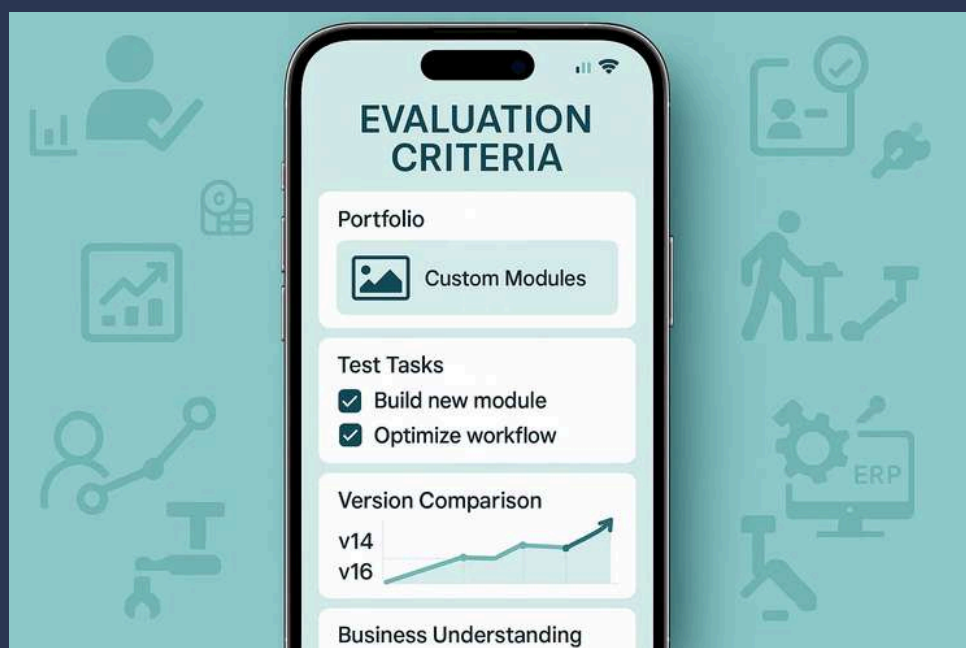 EVALUATION
CRITERIA
Portfolio
Custom Modules
Test Tasks
Build new module
Optimize workflow
Version Comparison
v14
v16
Business Understanding
ERP